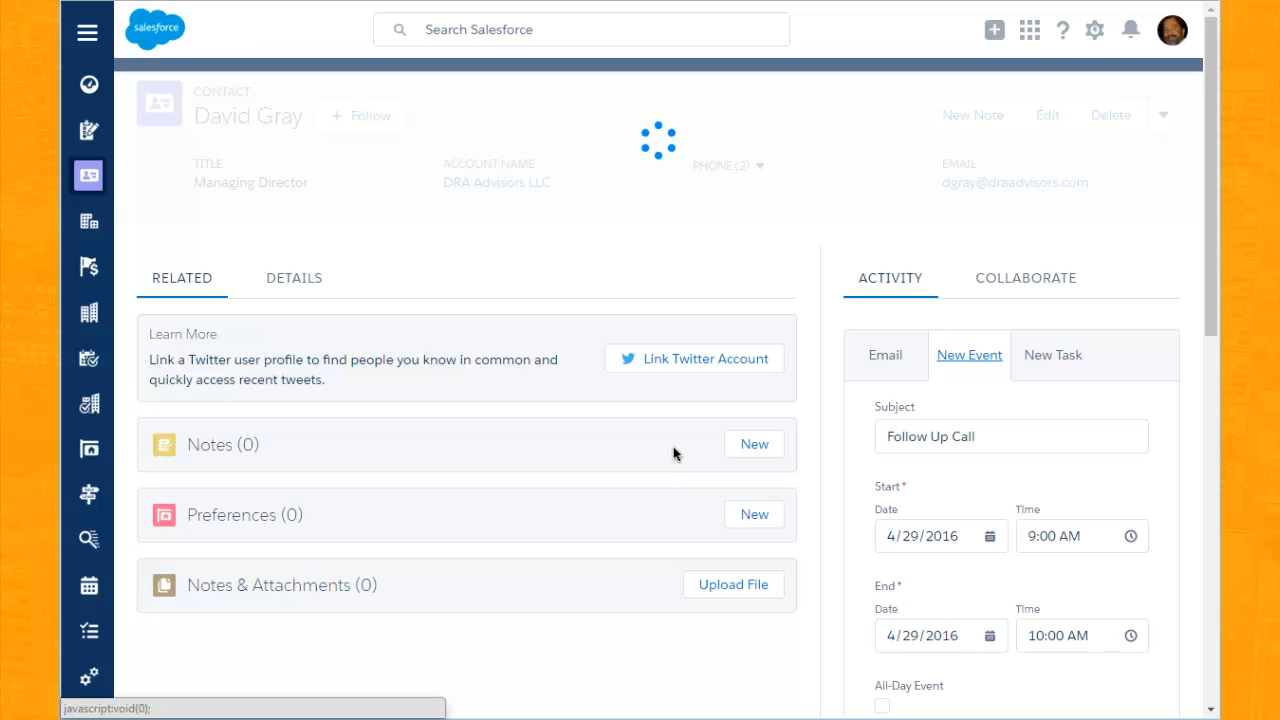 salesforce
Search Salesforce
CONTACT
David Gray
+ Follow
New Note
Edit
Delete
TITLE
ACCOUNT NAME
PHONE (2)
EMAIL
Managing Director
DRA Advisors LLC
dgray@draadvisors.com
RELATED
DETAILS
ACTIVITY
COLLABORATE
Learn More
Link a Twitter user profile to find people you know in common and
quickly access recent tweets.
Link Twitter Account
Email
New Event
New Task
Notes (0)
New
Subject
Follow Up Call
Preferences (0)
New
Start*
Date
Time
4/29/2016
9:00 AM
Notes & Attachments (0)
Upload File
End*
Date
Time
4/29/2016
10:00 AM
All-Day Event
javascript:void(0);